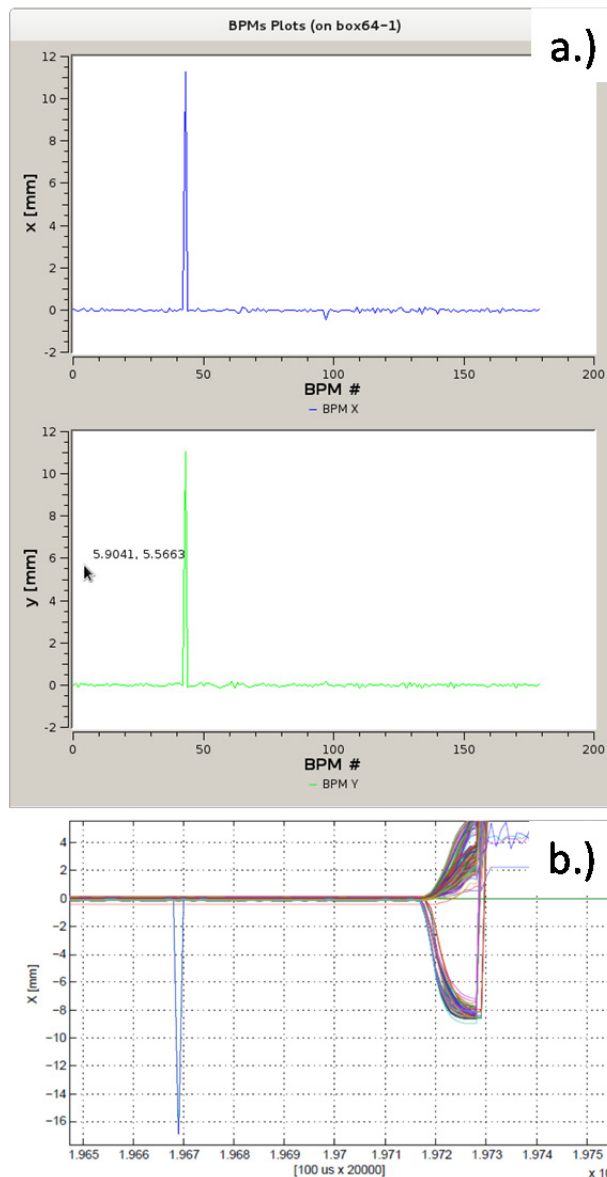 BPMs Plots (on box64-1)
a.)
12
10
8
6
4
2
0
-2
x [mm]
0 50 100 150 200
BPM #
BPM X
12
10
8
6
4
2
0
-2
y [mm]
5.9041, 5.5663
0 50 100 150 200
BPM #
BPM Y
b.)
4
2
0
-2
-4
-6
-8
-10
-12
-14
-16
X [mm]
1.965 1.966 1.967 1.968 1.969 1.97 1.971 1.972 1.973 1.974 1.975
[100 us x 20000]
x 10